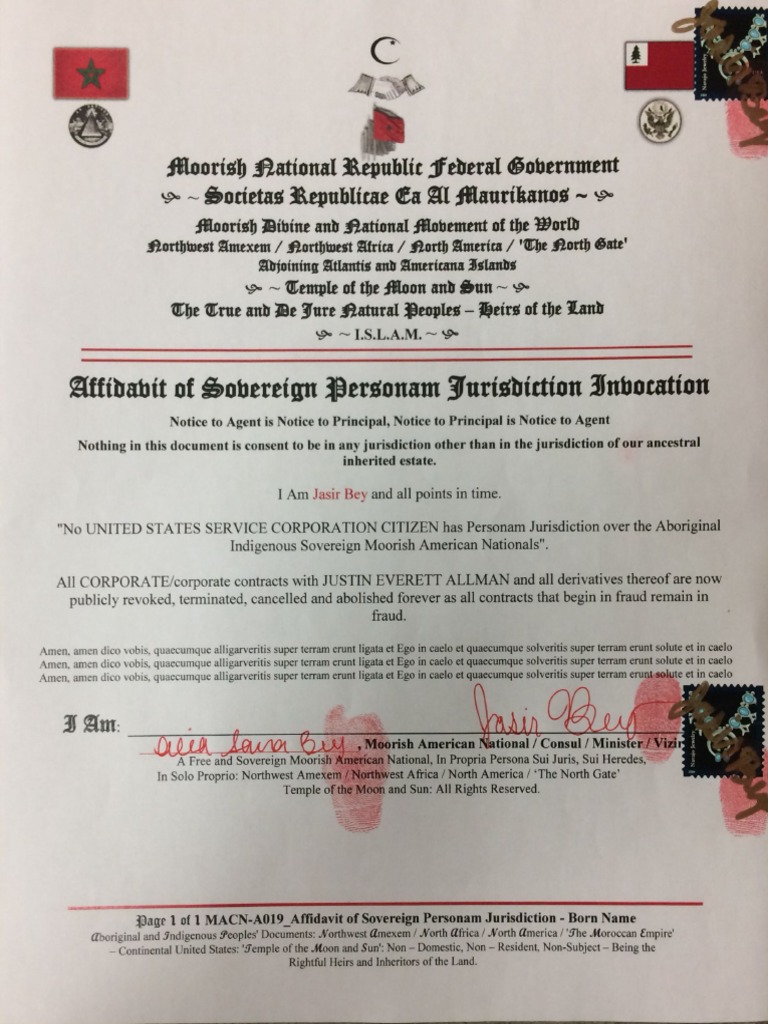 Moorish National Republic Federal Government
~ Societas Republicae Ea Al Maurikanos ~
Moorish Divine and National Movement of the World
Northwest Amexem / Northwest Africa / North America / 'The North Gate'
Adjoining Atlantis and Americana Islands
~ Temple of the Moon and Sun ~
The True and De Jure Natural Peoples – Heirs of the Land
~ I.S.L.A.M. ~
Affidavit of Sovereign Personam Jurisdiction Invocation
Notice to Agent is Notice to Principal, Notice to Principal is Notice to Agent
Nothing in this document is consent to be in any jurisdiction other than in the jurisdiction of our ancestral
inherited estate.
I Am Jasir Bey and all points in time.
"No UNITED STATES SERVICE CORPORATION CITIZEN has Personam Jurisdiction over the Aboriginal
Indigenous Sovereign Moorish American Nationals".
All CORPORATE/corporate contracts with JUSTIN EVERETT ALLMAN and all derivatives thereof are now
publicly revoked, terminated, cancelled and abolished forever as all contracts that begin in fraud remain in
fraud.
Amen, amen dico vobis, quaecumque alligarveritis super terram erunt ligata et Ego in caelo et quaecumque solveritis super terram erunt solute et in caelo
Amen, amen dico vobis, quaecumque alligarveritis super terram erunt ligata et Ego in caelo et quaecumque solveritis super terram erunt solute et in caelo
Amen, amen dico vobis, quaecumque alligarveritis super terram erunt ligata et Ego in caelo et quaecumque solveritis super terram erunt solute et in caelo
I Am: Jasir Bey
Bey, Moorish American National / Consul / Minister / Vizir
A Free and Sovereign Moorish American National, In Propria Persona Sui Juris, Sui Heredes,
In Solo Proprio: Northwest Amexem / Northwest Africa / North America / 'The North Gate'
Temple of the Moon and Sun: All Rights Reserved.
Page 1 of 1 MACN-A019_Affidavit of Sovereign Personam Jurisdiction - Born Name
Aboriginal and Indigenous Peoples' Documents: Northwest Amexem / North Africa / North America / 'The Moroccan Empire'
– Continental United States: 'Temple of the Moon and Sun': Non – Domestic, Non – Resident, Non-Subject – Being the
Rightful Heirs and Inheritors of the Land.
Navajo Jewelry
Navajo Jewelry